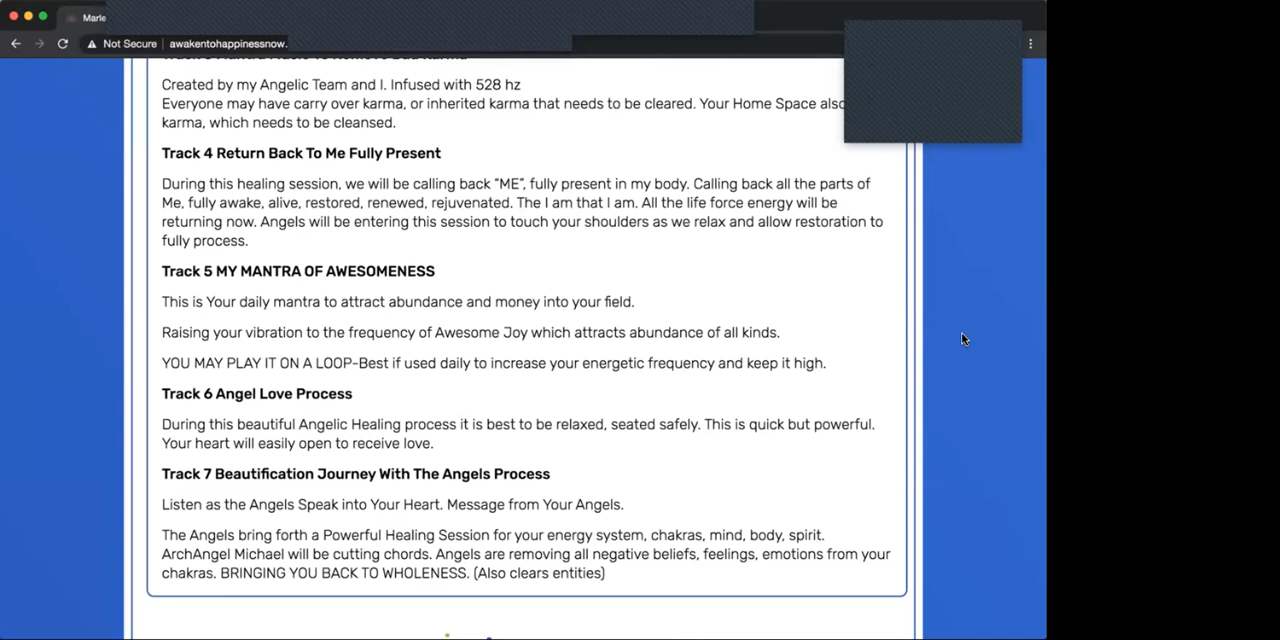 Marle
Not Secure
awakentohappinessnow.
Created by my Angelic Team and I. Infused with 528 hz
Everyone may have carry over karma, or inherited karma that needs to be cleared. Your Home Space also
karma, which needs to be cleansed.
Track 4 Return Back To Me Fully Present
During this healing session, we will be calling back “ME”, fully present in my body. Calling back all the parts of
Me, fully awake, alive, restored, renewed, rejuvenated. The I am that I am. All the life force energy will be
returning now. Angels will be entering this session to touch your shoulders as we relax and allow restoration to
fully process.
Track 5 MY MANTRA OF AWESOMENESS
This is Your daily mantra to attract abundance and money into your field.
Raising your vibration to the frequency of Awesome Joy which attracts abundance of all kinds.
YOU MAY PLAY IT ON A LOOP-Best if used daily to increase your energetic frequency and keep it high.
Track 6 Angel Love Process
During this beautiful Angelic Healing process it is best to be relaxed, seated safely. This is quick but powerful.
Your heart will easily open to receive love.
Track 7 Beautification Journey With The Angels Process
Listen as the Angels Speak into Your Heart. Message from Your Angels.
The Angels bring forth a Powerful Healing Session for your energy system, chakras, mind, body, spirit.
ArchAngel Michael will be cutting chords. Angels are removing all negative beliefs, feelings, emotions from your
chakras. BRINGING YOU BACK TO WHOLENESS. (Also clears entities)